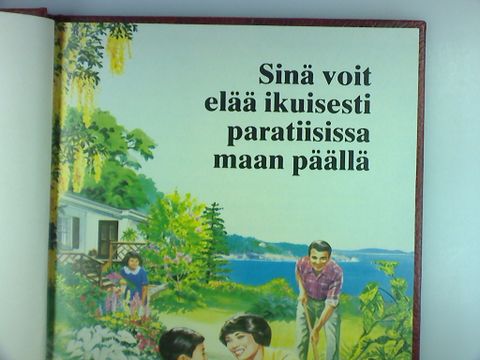 Sinä voit
elää ikuisesti
paratiisissa
maan päällä